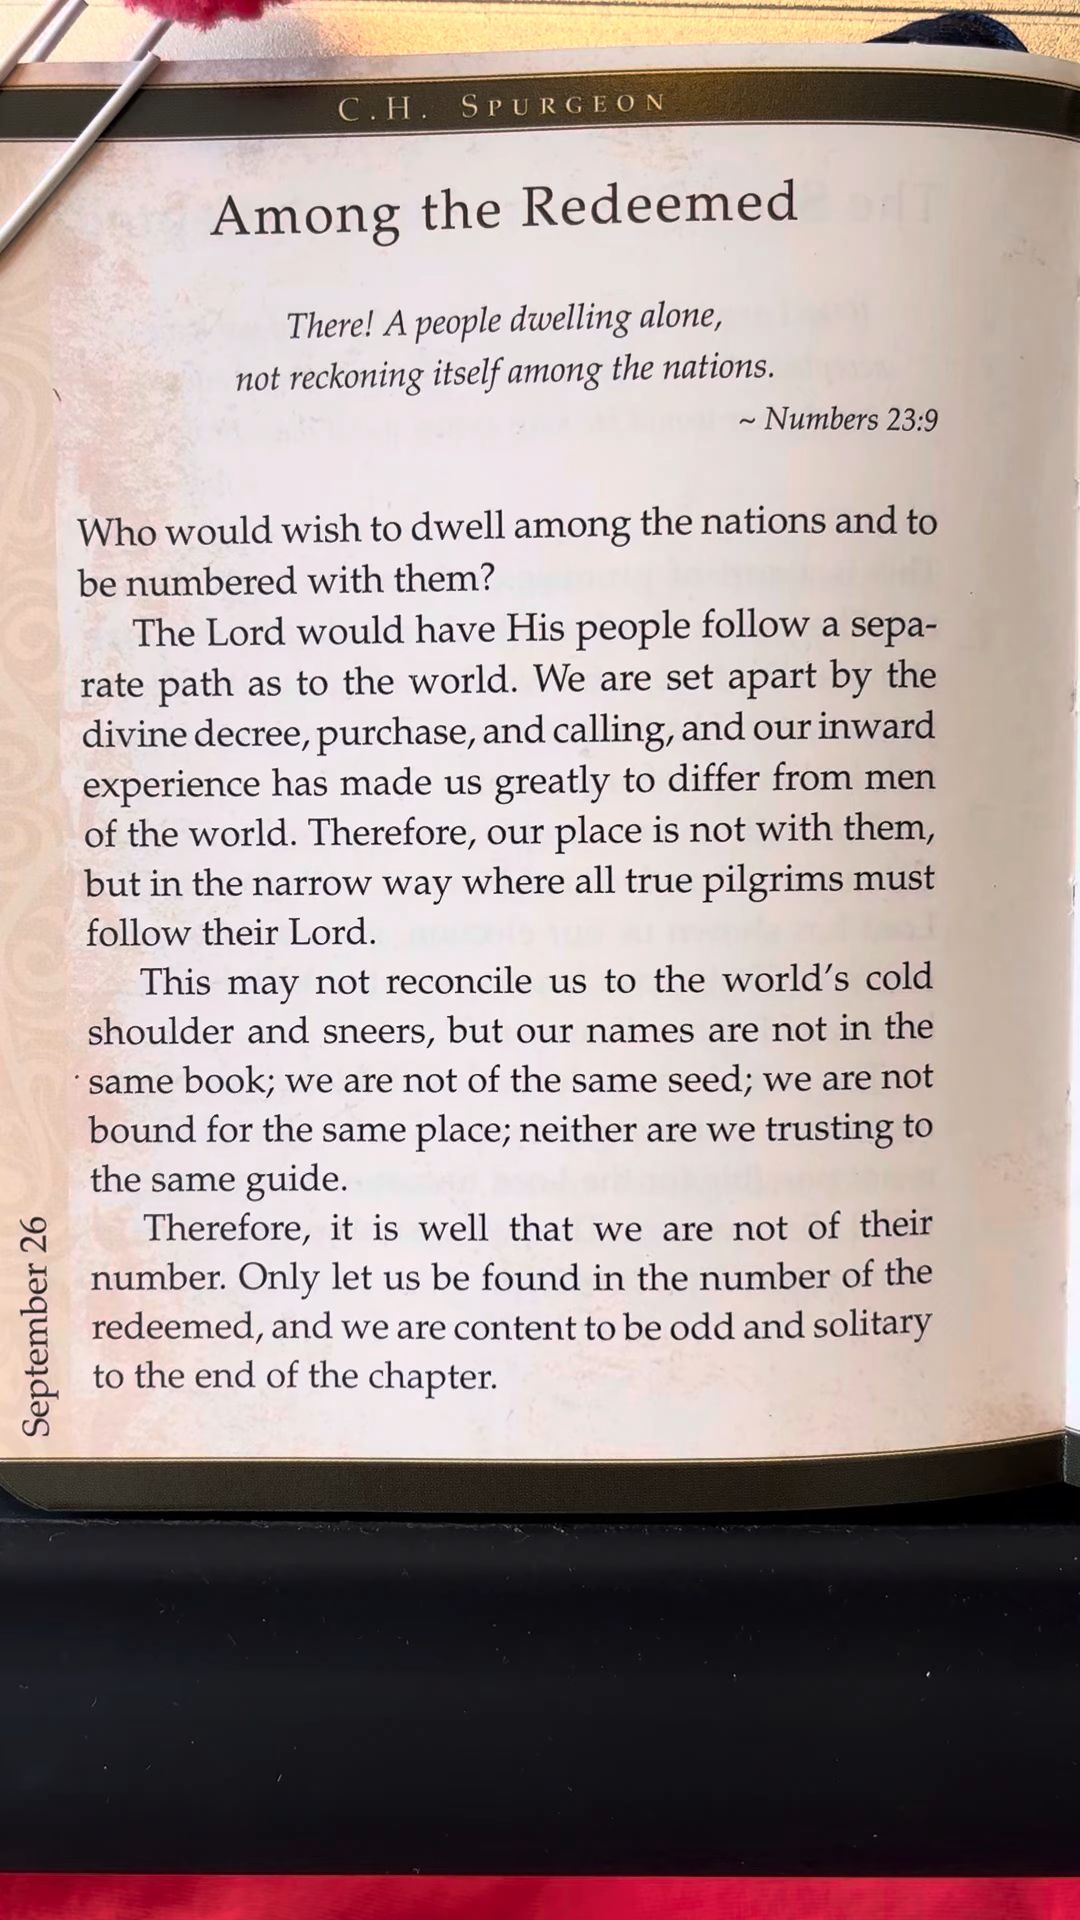 C.H. SPURGEON
Among the Redeemed
There! A people dwelling alone,
not reckoning itself among the nations.
~ Numbers 23:9
Who would wish to dwell among the nations and to
be numbered with them?
The Lord would have His people follow a sepa-
rate path as to the world. We are set apart by the
divine decree, purchase, and calling, and our inward
experience has made us greatly to differ from men
of the world. Therefore, our place is not with them,
but in the narrow way where all true pilgrims must
follow their Lord.
This may not reconcile us to the world's cold
shoulder and sneers, but our names are not in the
same book; we are not of the same seed; we are not
bound for the same place; neither are we trusting to
the same guide.
Therefore, it is well that we are not of their
number. Only let us be found in the number of the
redeemed, and we are content to be odd and solitary
to the end of the chapter.
September 26